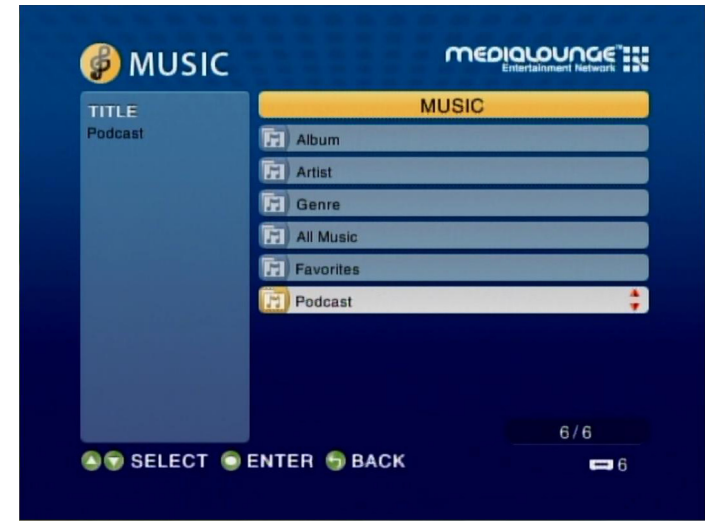 MUSIC
MEDIALOUNGE™
Entertainment Network
TITLE
Podcast
MUSIC
Album
Artist
Genre
All Music
Favorites
Podcast
6/6
SELECT ENTER BACK
6